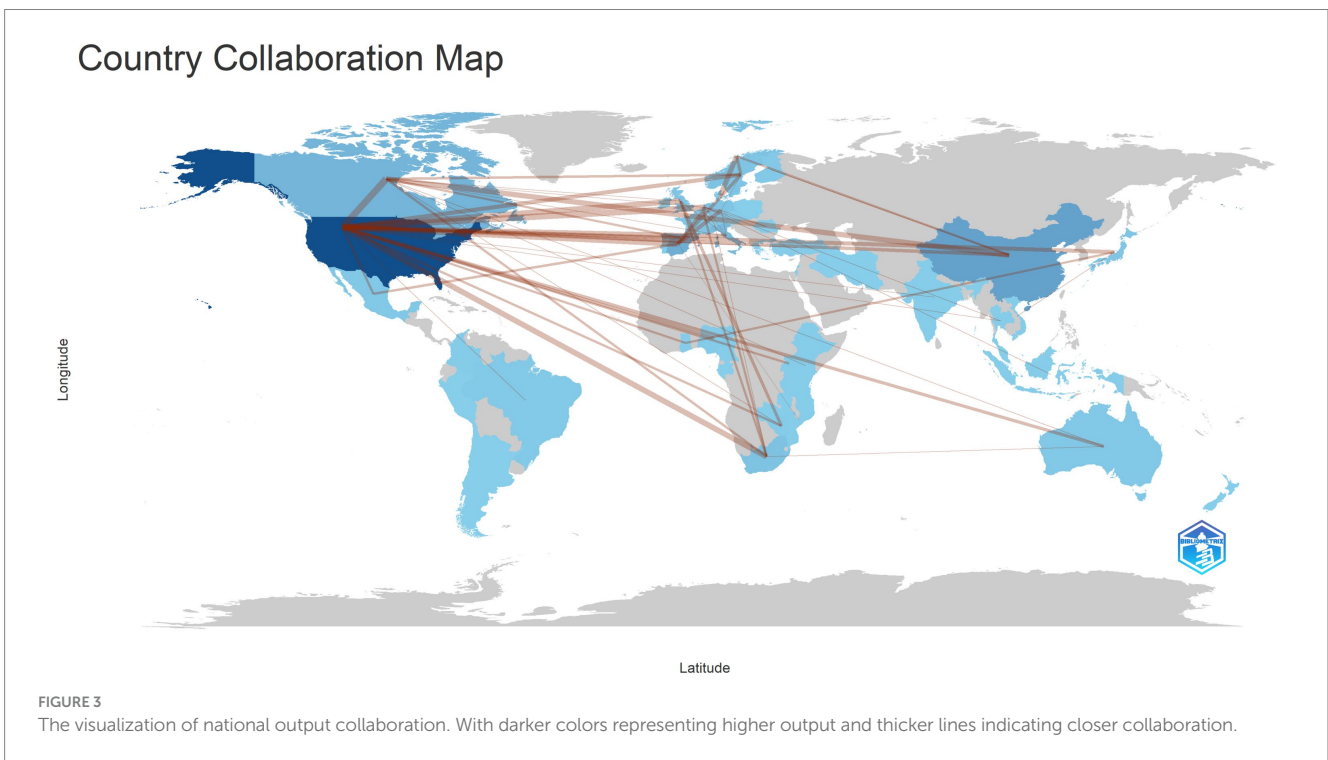 Country Collaboration Map
Longitude
BIBLIOMETRIX
Latitude
FIGURE 3
The visualization of national output collaboration. With darker colors representing higher output and thicker lines indicating closer collaboration.